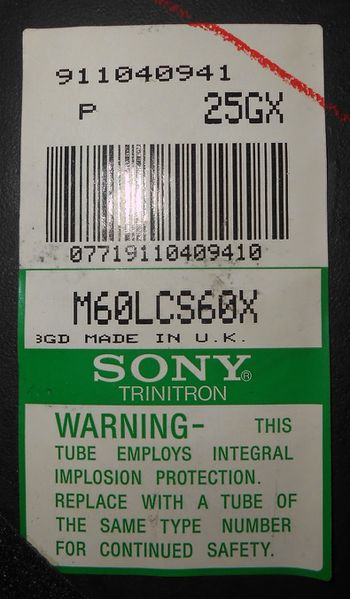 911040941
P 25GX
07719110409410
M60LCS60X
3GD MADE IN U.K.
SONY®
TRINITRON
WARNING- THIS
TUBE EMPLOYS INTEGRAL
IMPLOSION PROTECTION.
REPLACE WITH A TUBE OF
THE SAME TYPE NUMBER
FOR CONTINUED SAFETY.